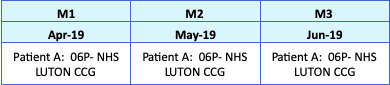 M1 M2 M3
Apr-19 May-19 Jun-19
Patient A:  06P- NHS Patient A:  06P- NHS Patient A:  06P- NHS
LUTON CCG LUTON CCG LUTON CCG